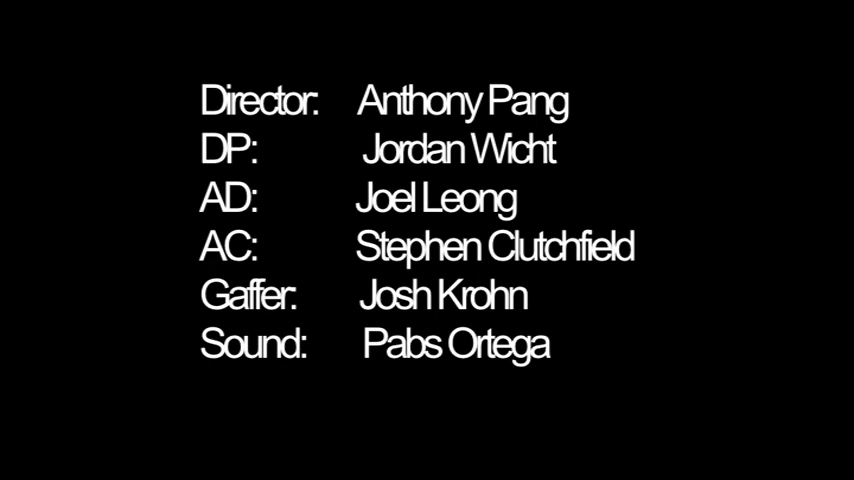 Director: Anthony Pang
DP: Jordan Wicht
AD: Joel Leong
AC: Stephen Clutchfield
Gaffer: Josh Krohn
Sound: Pabs Ortega